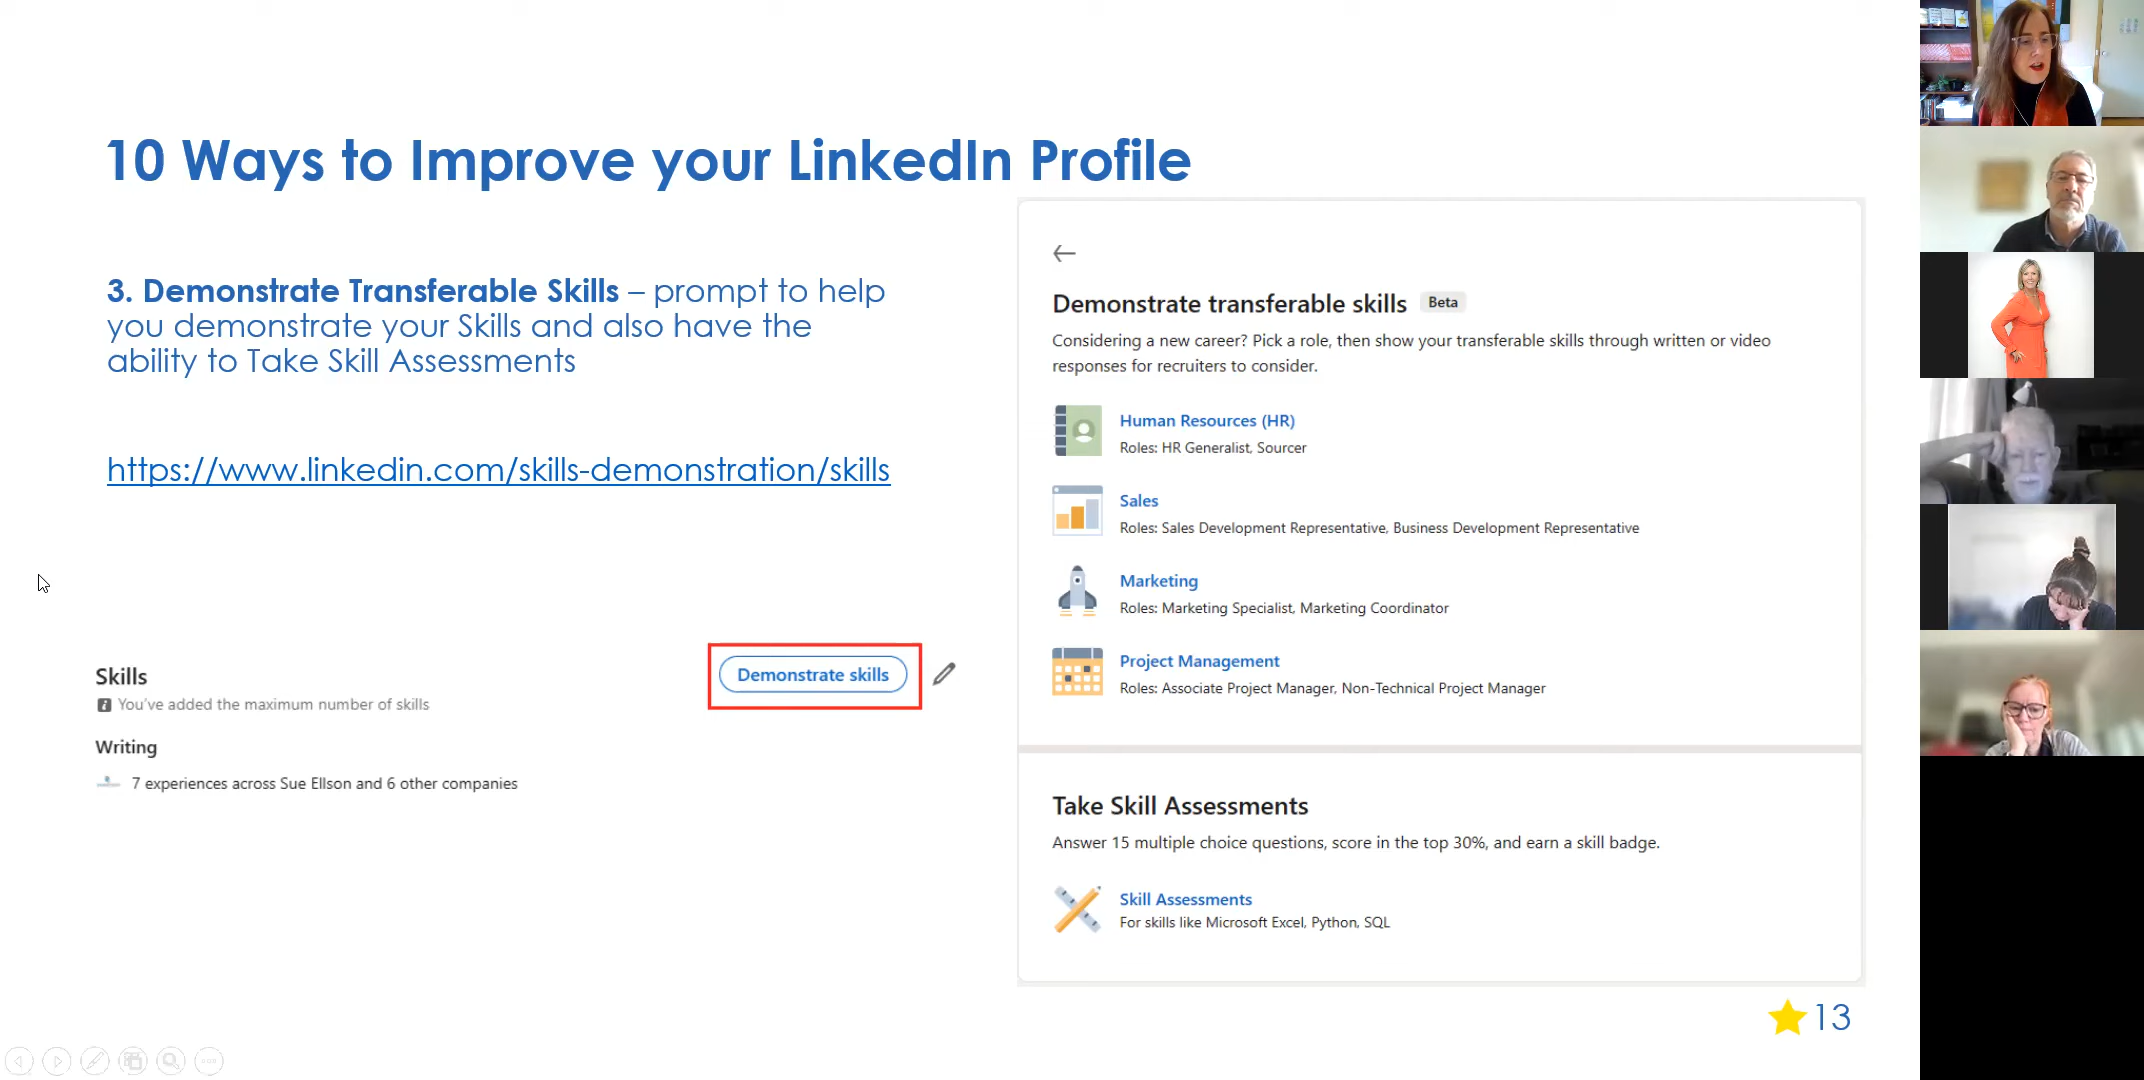 10 Ways to Improve your LinkedIn Profile
3. Demonstrate Transferable Skills – prompt to help
you demonstrate your Skills and also have the
ability to Take Skill Assessments
https://www.linkedin.com/skills-demonstration/skills
Skills
Demonstrate skills
You've added the maximum number of skills
Writing
7 experiences across Sue Ellson and 6 other companies
Demonstrate transferable skills Beta
Considering a new career? Pick a role, then show your transferable skills through written or video
responses for recruiters to consider.
Human Resources (HR)
Roles: HR Generalist, Sourcer
Sales
Roles: Sales Development Representative, Business Development Representative
Marketing
Roles: Marketing Specialist, Marketing Coordinator
Project Management
Roles: Associate Project Manager, Non-Technical Project Manager
Take Skill Assessments
Answer 15 multiple choice questions, score in the top 30%, and earn a skill badge.
Skill Assessments
For skills like Microsoft Excel, Python, SQL
13